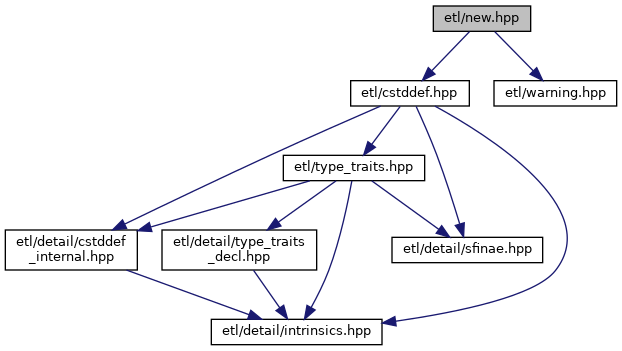 etl/new.hpp
etl/cstddef.hpp
etl/warning.hpp
etl/type_traits.hpp
etl/detail/cstddef
_internal.hpp
etl/detail/type_traits
_decl.hpp
etl/detail/sfinae.hpp
etl/detail/intrinsics.hpp